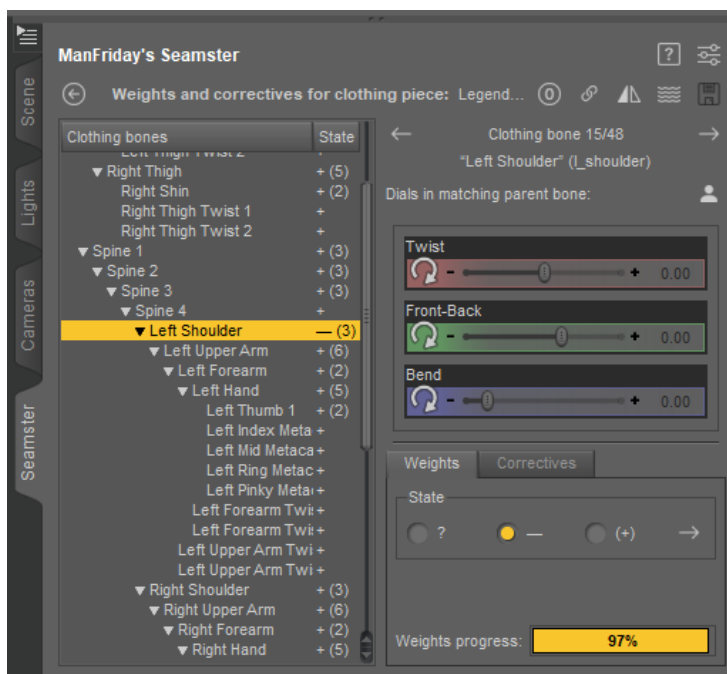 ManFriday's Seamster
?
Weights and correctives for clothing piece: Legend... 0
Scene
Lights
Cameras
Seamster
Clothing bones State
Left Thigh Twist 2 +
▼ Right Thigh + (5)
Right Shin + (2)
Right Thigh Twist 1 +
Right Thigh Twist 2 +
▼ Spine 1 + (3)
▼ Spine 2 + (3)
▼ Spine 3 + (3)
▼ Spine 4 +
▼ Left Shoulder — (3)
▼ Left Upper Arm + (6)
▼ Left Forearm + (2)
▼ Left Hand + (5)
Left Thumb 1 + (2)
Left Index Meta +
Left Mid Metaca +
Left Ring Metac +
Left Pinky Meta +
Left Forearm Twi +
Left Forearm Twi +
Left Upper Arm Twi +
Left Upper Arm Twi +
▼ Right Shoulder + (3)
▼ Right Upper Arm + (6)
▼ Right Forearm + (2)
▼ Right Hand + (5)
← Clothing bone 15/48 →
“Left Shoulder” (l_shoulder)
Dials in matching parent bone:
Twist
- + 0.00
Front-Back
- + 0.00
Bend
- + 0.00
Weights Correctives
State
? — (+) →
Weights progress: 97%